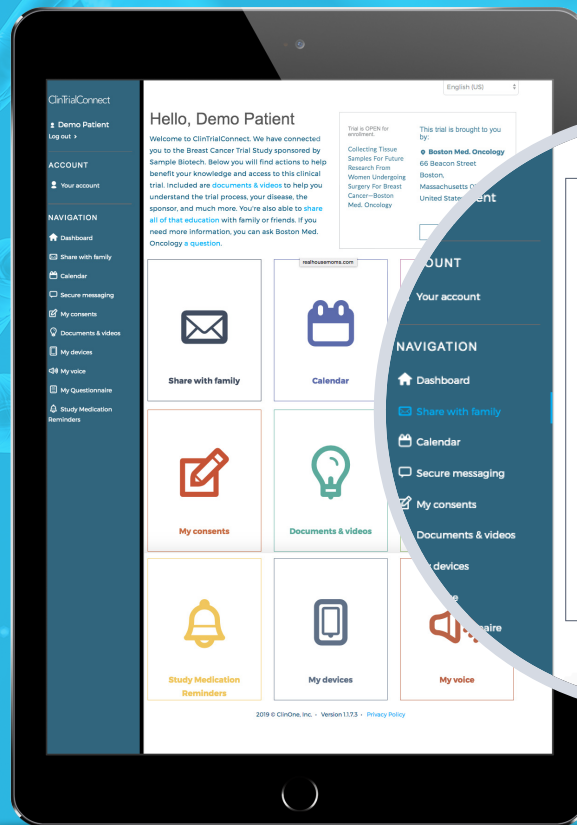 English (US)
ClinTrialConnect
Demo Patient
Log out >
ACCOUNT
Your account
NAVIGATION
Dashboard
Share with family
Calendar
Secure messaging
My consents
Documents & videos
My devices
My voice
My Questionnaire
Study Medication
Reminders
Hello, Demo Patient
Welcome to ClinTrialConnect. We have connected
you to the Breast Cancer Trial Study sponsored by
Sample Biotech. Below you will find actions to help
benefit your knowledge and access to this clinical
trial. Included are documents & videos to help you
understand the trial process, your disease, the
sponsor, and much more. You're also able to share
all of that education with family or friends. If you
need more information, you can ask Boston Med.
Oncology a question.
Trial is OPEN for
enrollment.
Collecting Tissue
Samples For Future
Research From
Women Undergoing
Surgery For Breast
Cancer—Boston
Med. Oncology
This trial is brought to you
by:
Boston Med. Oncology
66 Beacon Street
Boston,
Massachusetts
United State
realhousemoms.com
Share with family
Calendar
My consents
Documents & videos
Study Medication
Reminders
My devices
My voice
2019 © ClinOne, Inc. • Version 1.1.7.3 • Privacy Policy
ent
OUNT
Your account
NAVIGATION
Dashboard
Share with family
Calendar
Secure messaging
My consents
Documents & videos
devices
naire